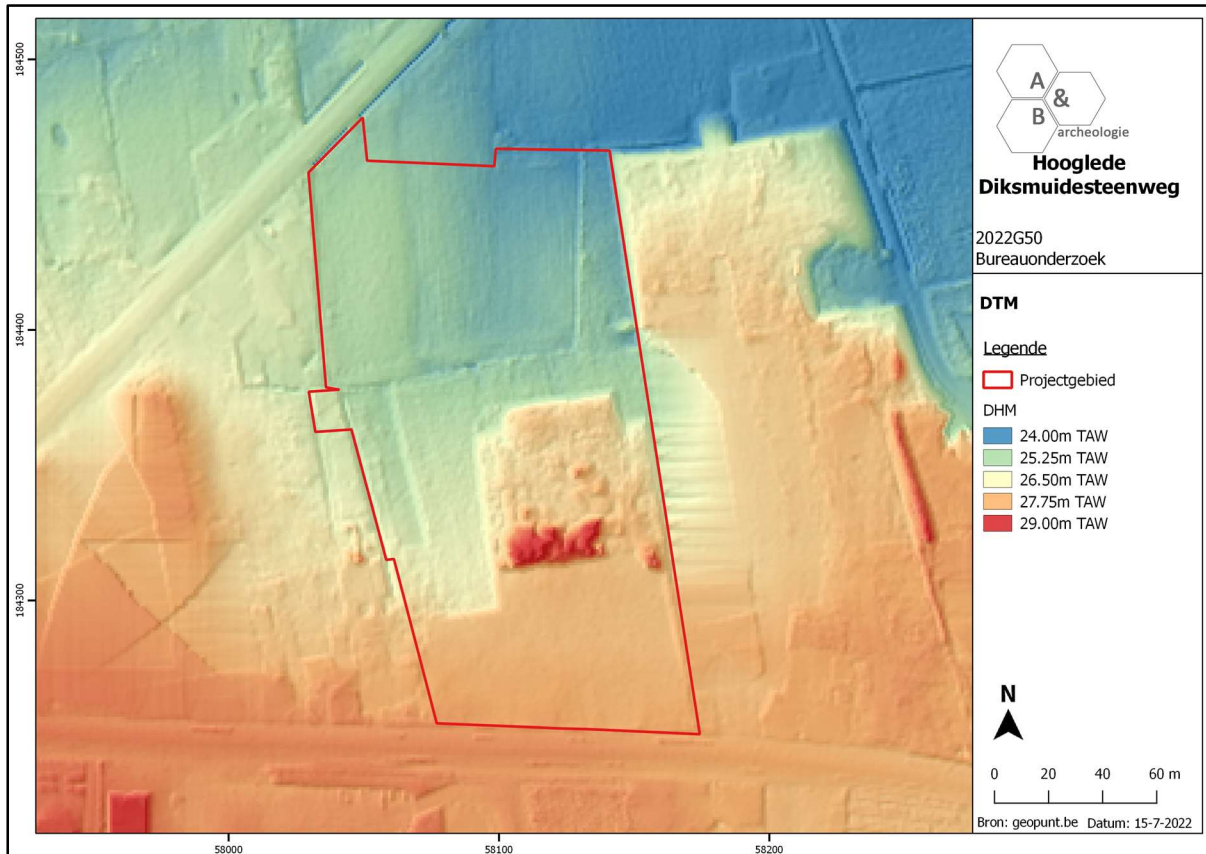 184500
184400
184300
58000
58100
58200
A
&
B
archeologie
Hooglede
Diksmuidesteenweg
2022G50
Bureauonderzoek
DTM
Legende
Projectgebied
DHM
24.00m TAW
25.25m TAW
26.50m TAW
27.75m TAW
29.00m TAW
N
0 20 40 60 m
Bron: geopunt.be Datum: 15-7-2022